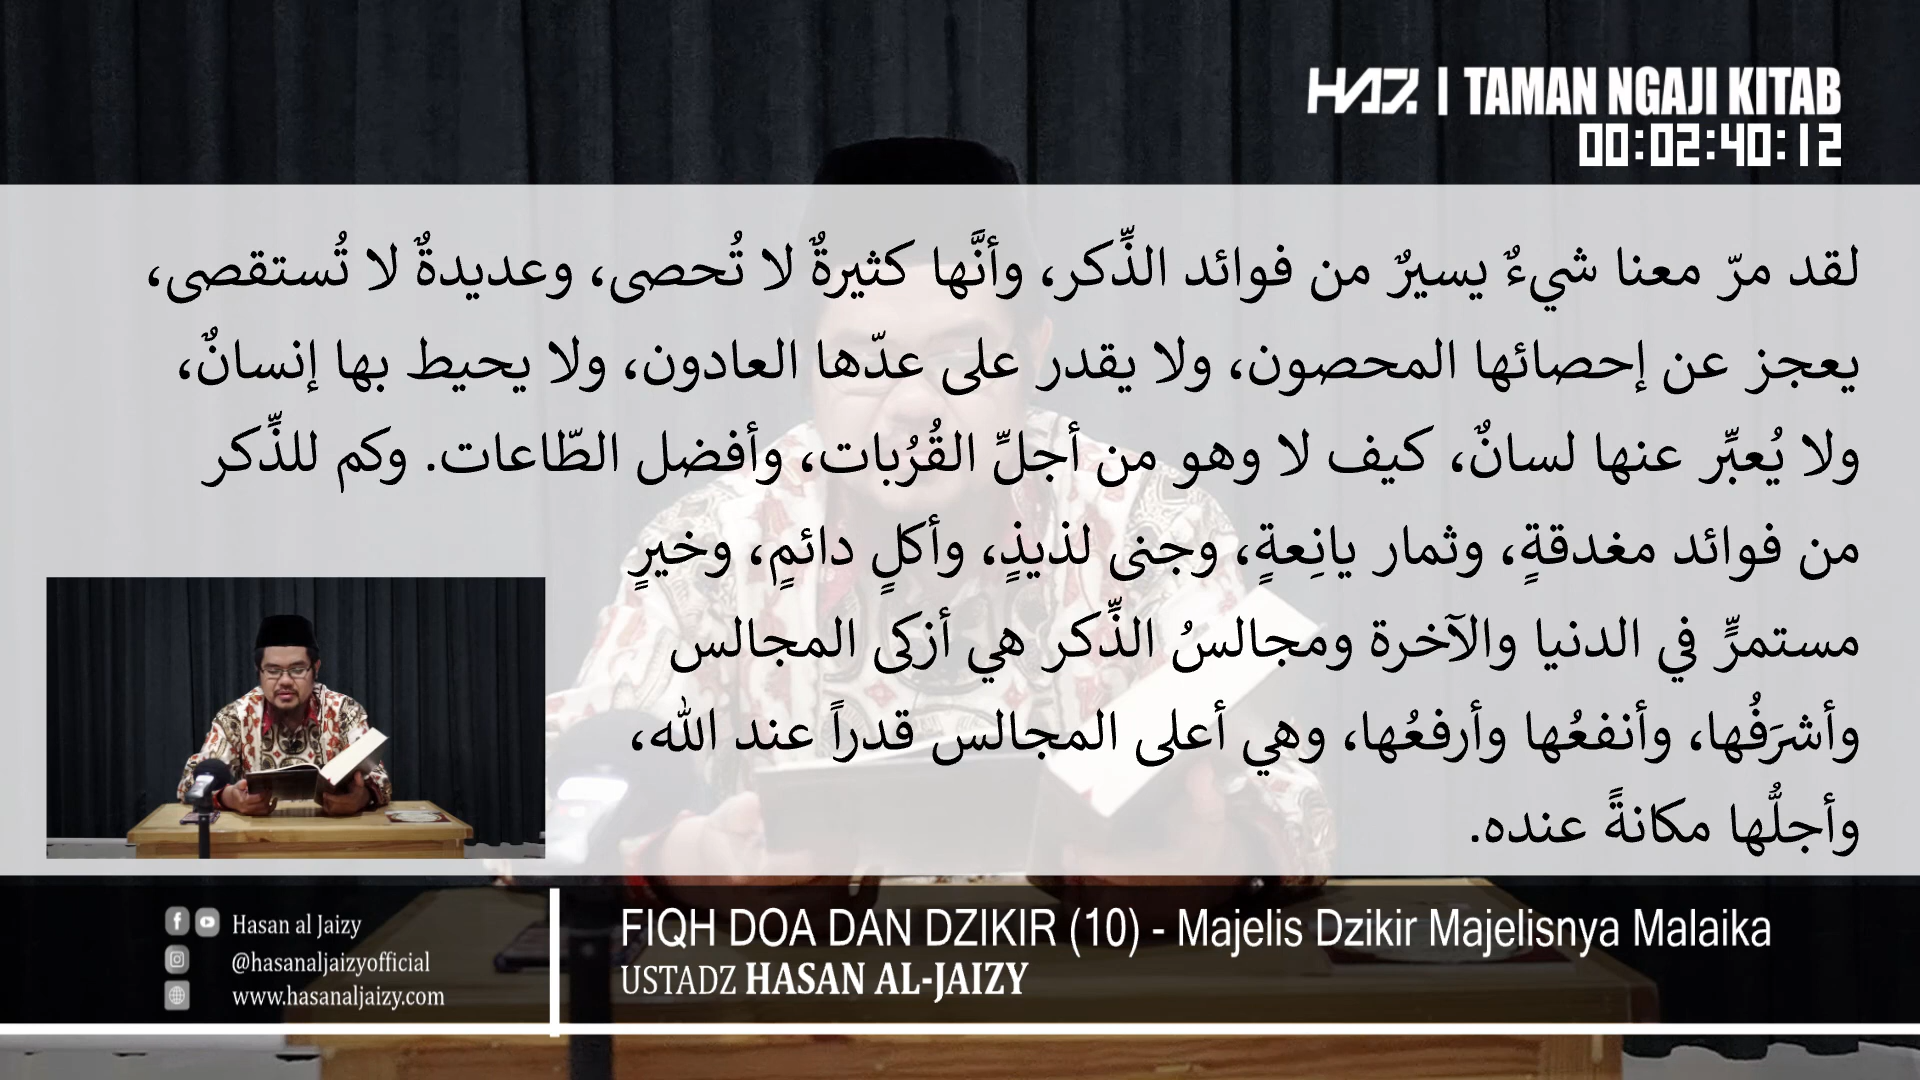 HAZ | TAMAN NGAJI KITAB
00:02:40:12
لقد مرّ معنا شيءٌ يسيرٌ من فوائد الذِّكر، وأنَّها كثيرةٌ لا تُحصى، وعديدةٌ لا تُستقصى،
يعجز عن إحصائها المحصون، ولا يقدر على عدّها العادون، ولا يحيط بها إنسانٌ،
ولا يُعبِّر عنها لسانٌ، كيف لا وهو من أجلِّ القُرُبات، وأفضل الطّاعات. وكم للذِّكر
من فوائد مغدقةٍ، وثمار يانِعةٍ، وجنى لذيذٍ، وأكلٍ دائمٍ، وخيرٍ
مستمرٍّ في الدنيا والآخرة ومجالسُ الذِّكر هي أزكى المجالس
وأشرَفُها، وأنفعُها وأرفعُها، وهي أعلى المجالس قدراً عند الله،
وأجلُّها مكانةً عنده.
Hasan al Jaizy
@hasanaljaizyofficial
www.hasanaljaizy.com
FIQH DOA DAN DZIKIR (10) - Majelis Dzikir Majelisnya Malaika
USTADZ HASAN AL-JAIZY